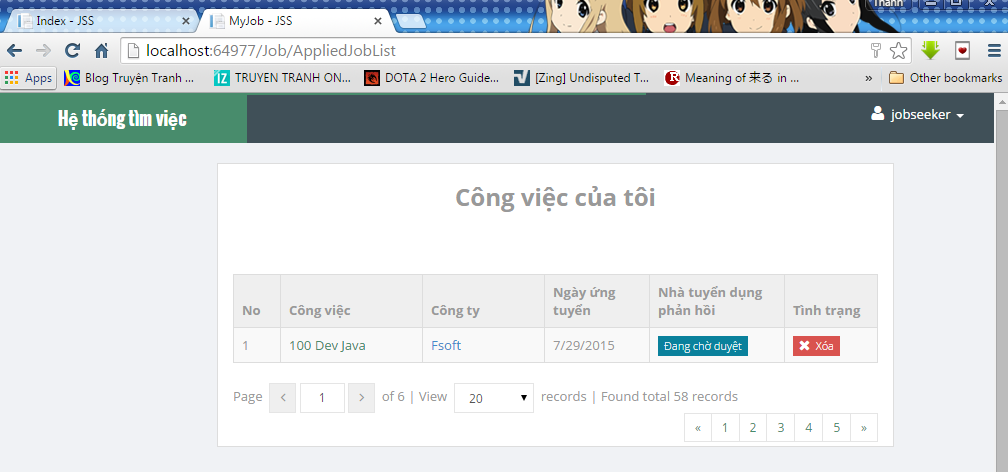 Index - JSS
MyJob - JSS
Thanh
localhost:64977/Job/AppliedJobList
Apps
Blog Truyện Tranh ...
TRUYEN TRANH ON...
DOTA 2 Hero Guide...
[Zing] Undisputed T...
Meaning of 来る in ...
»
Other bookmarks
Hệ thống tìm việc
jobseeker
Công việc của tôi
No
Công việc
Công ty
Ngày ứng
tuyển
Nhà tuyển dụng
phản hồi
Tình trạng
1
100 Dev Java
Fsoft
7/29/2015
Đang chờ duyệt
Xóa
Page < 1 > of 6 | View 20 records | Found total 58 records
« 1 2 3 4 5 »